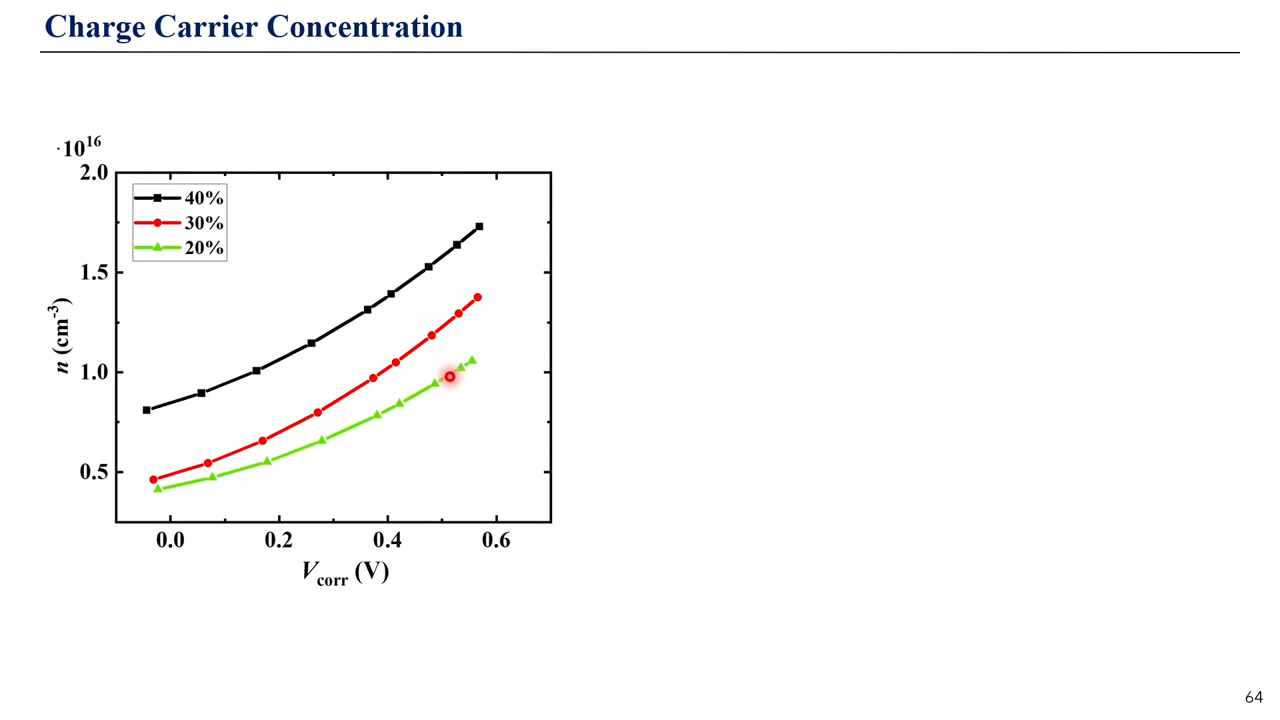 Charge Carrier Concentration
·10¹⁶
2.0
1.5
1.0
0.5
n (cm⁻³)
40%
30%
20%
0.0 0.2 0.4 0.6
V_corr (V)
64